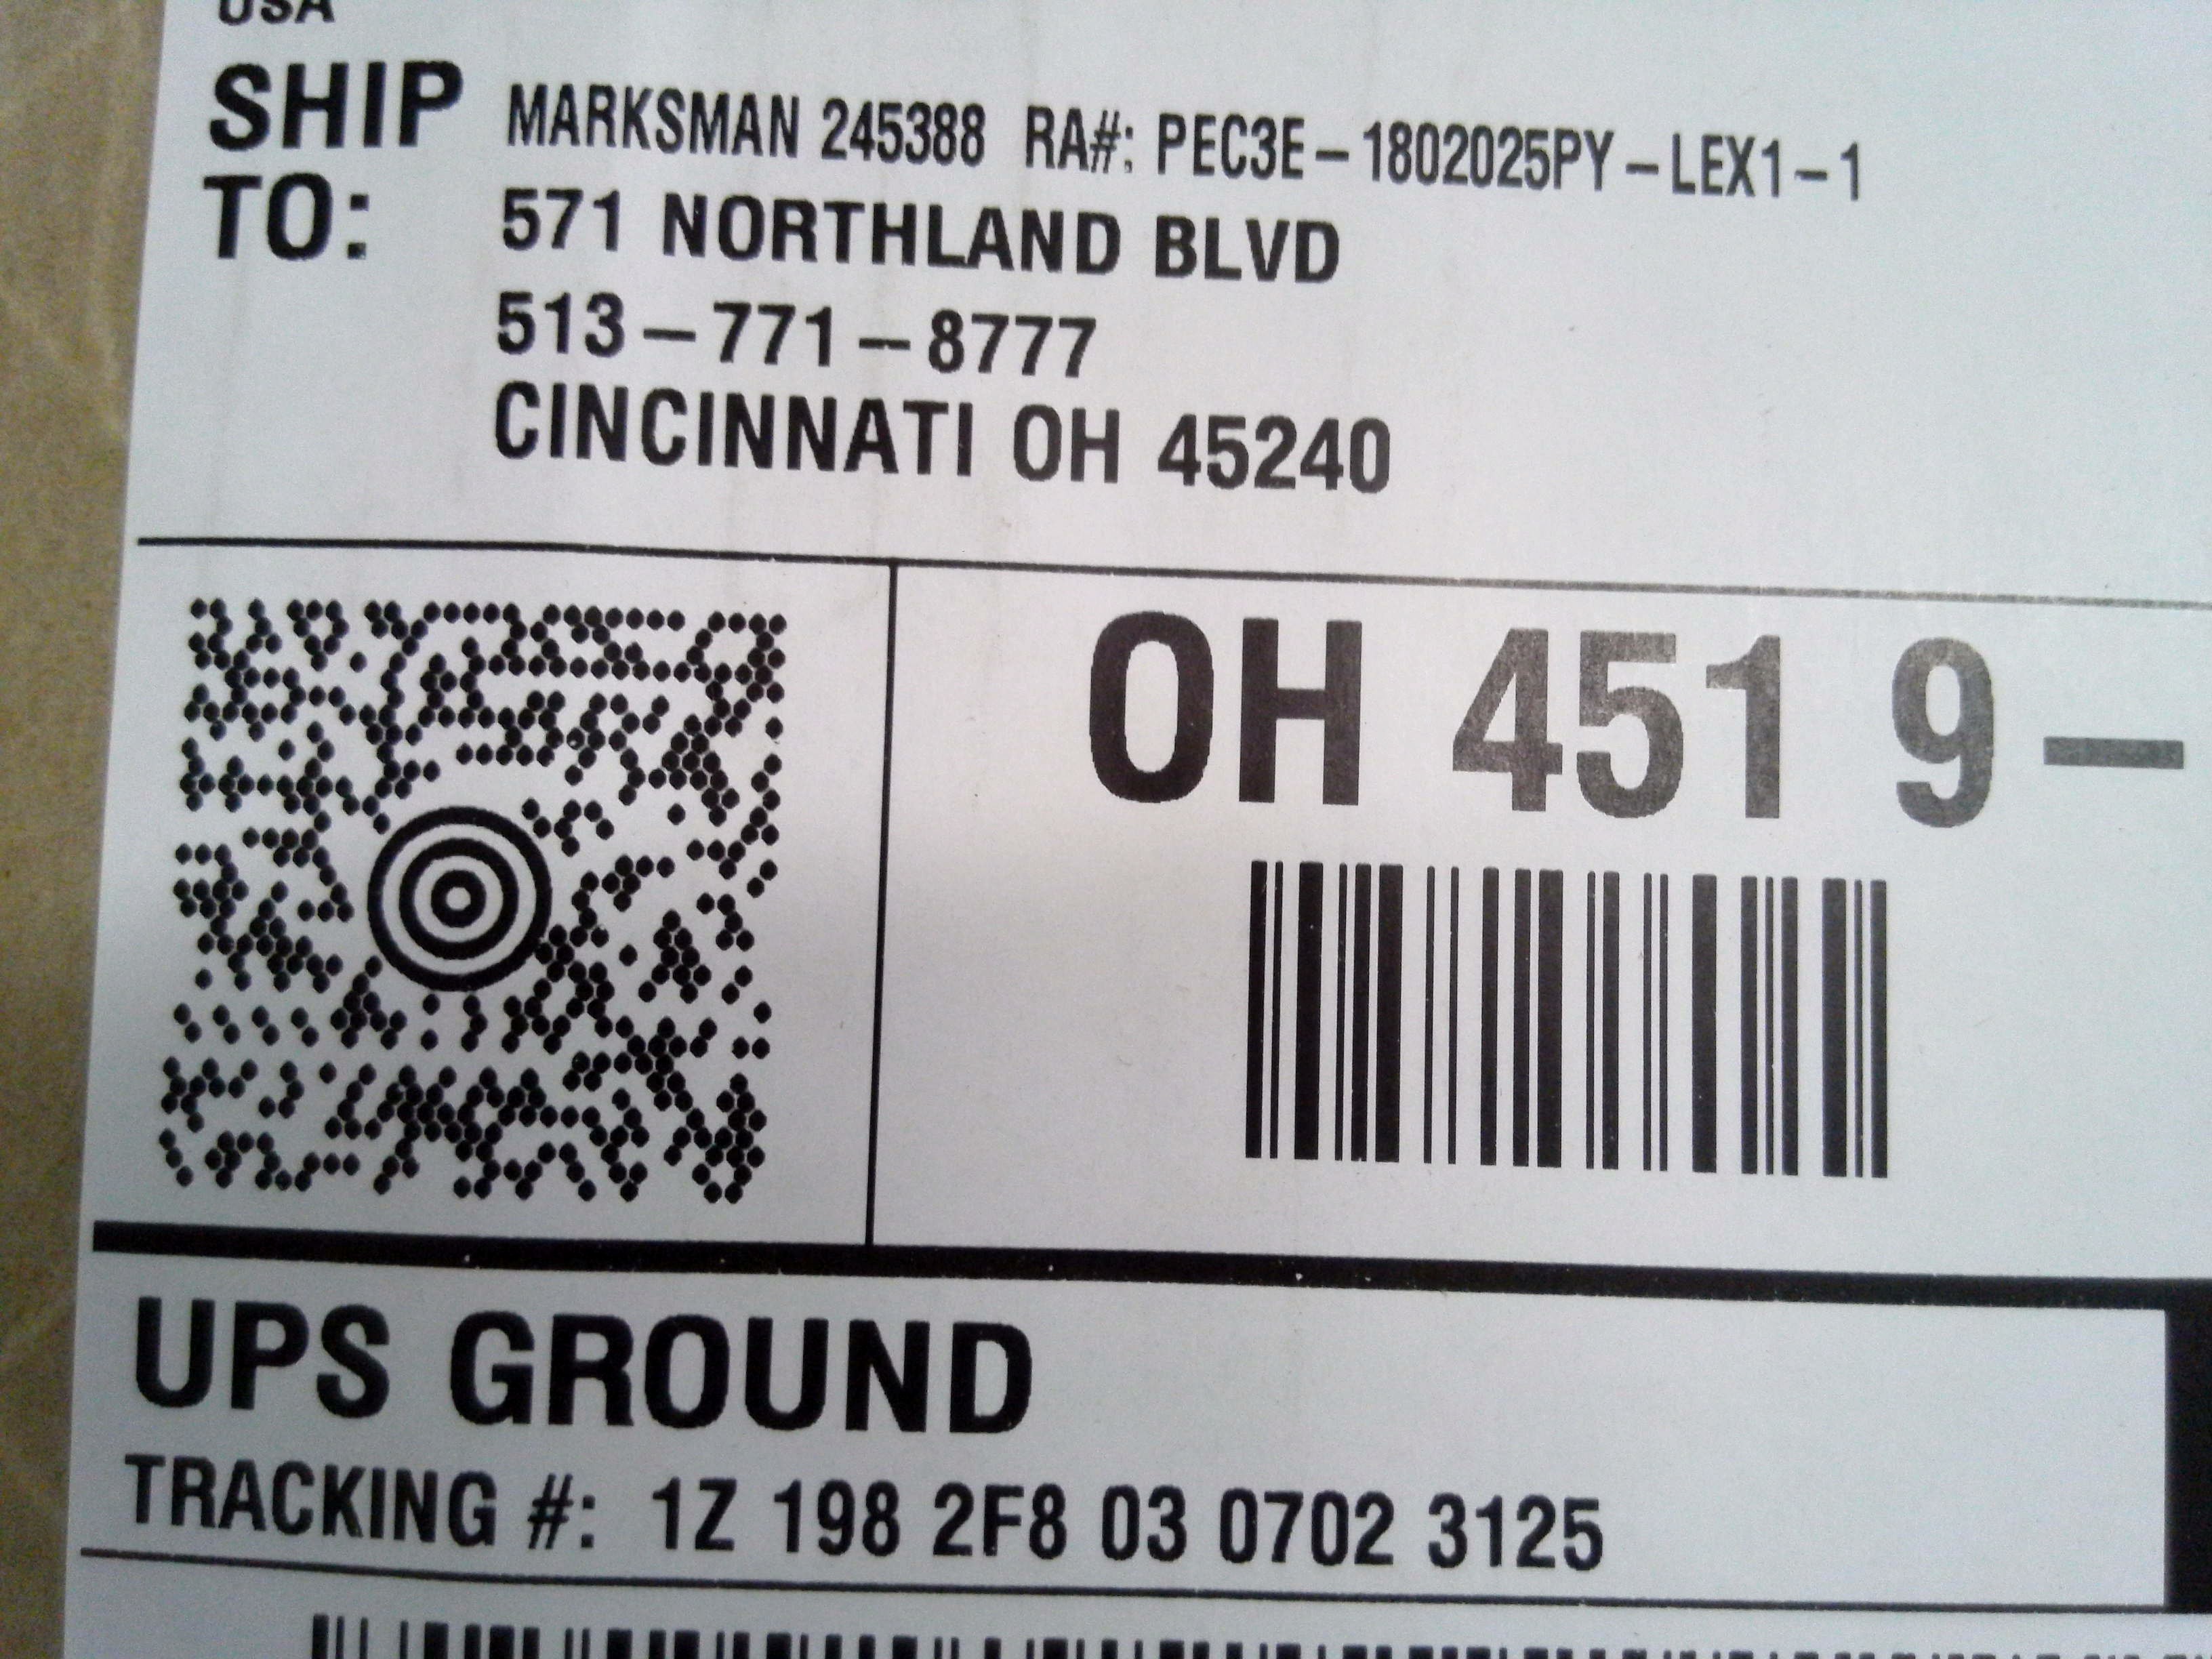 USA
SHIP TO:
MARKSMAN 245388 RA#: PEC3E-1802025PY-LEX1-1
571 NORTHLAND BLVD
513-771-8777
CINCINNATI OH 45240
OH 451 9-
UPS GROUND
TRACKING #: 1Z 198 2F8 03 0702 3125